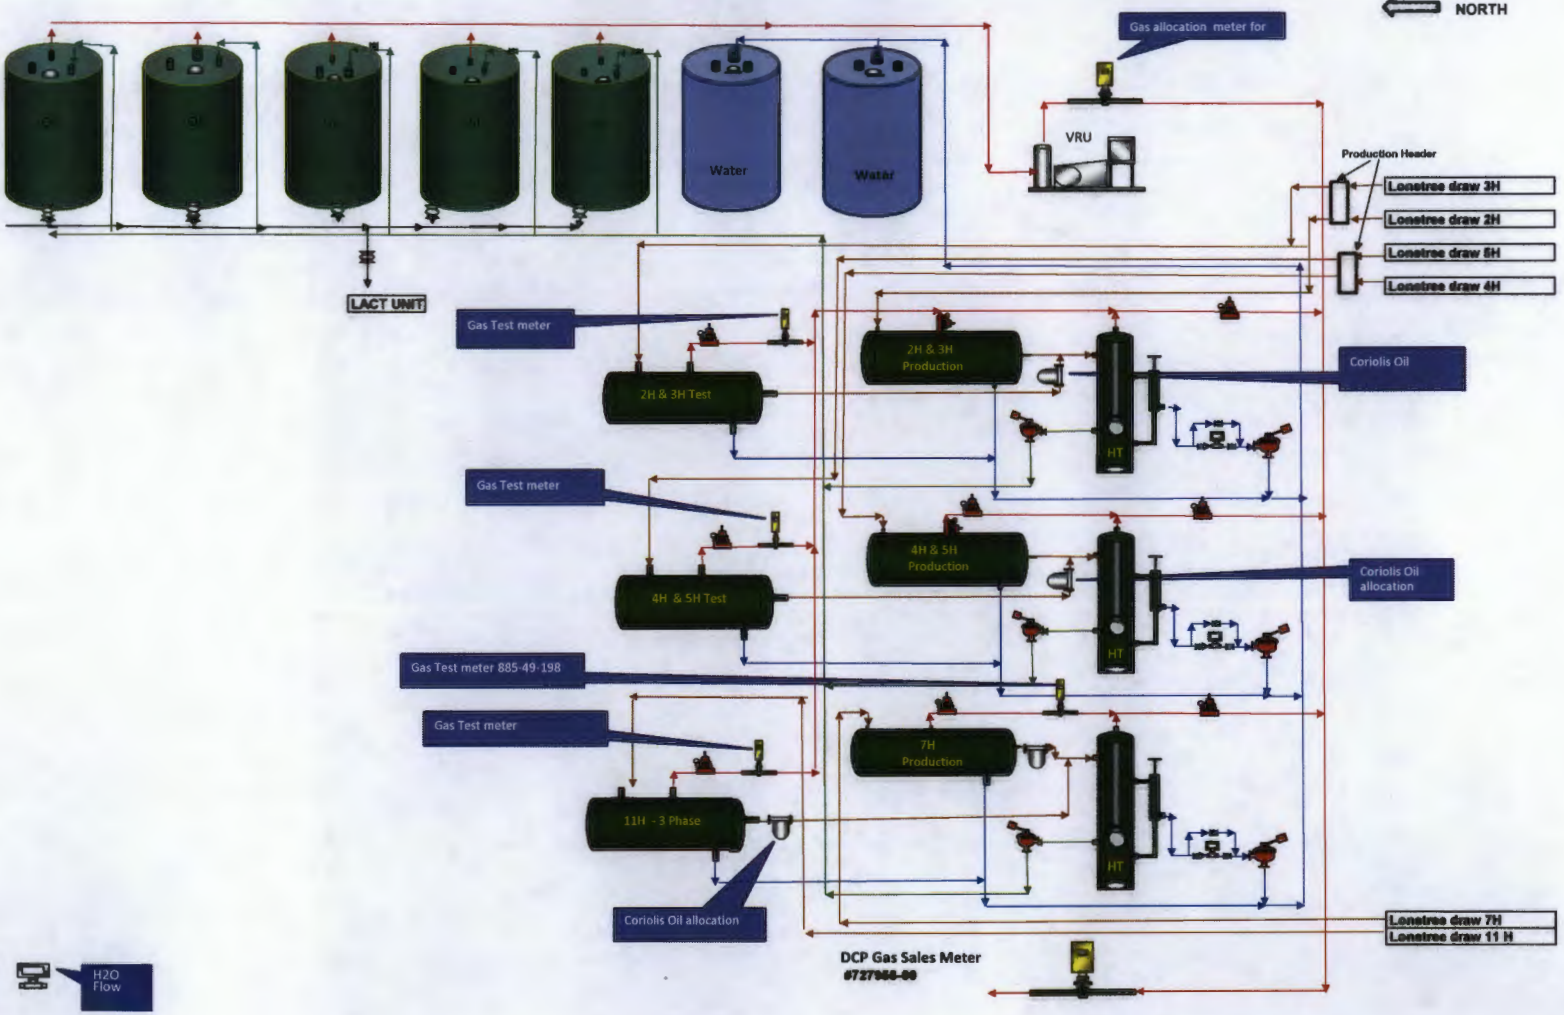 NORTH
Gas allocation meter for
VRU
Production Header
Lonetree draw 3H
Lonetree draw 2H
Lonetree draw 5H
Lonetree draw 4H
Water
Water
LACT UNIT
Gas Test meter
2H & 3H
Production
Coriolis Oil
2H & 3H Test
HT
Gas Test meter
4H & 5H
Production
Coriolis Oil
allocation
4H & 5H Test
HT
Gas Test meter 885-49-198
Gas Test meter
7H
Production
11H - 3 Phase
HT
Coriolis Oil allocation
Lonetree draw 7H
Lonetree draw 11 H
DCP Gas Sales Meter
H2O
Flow